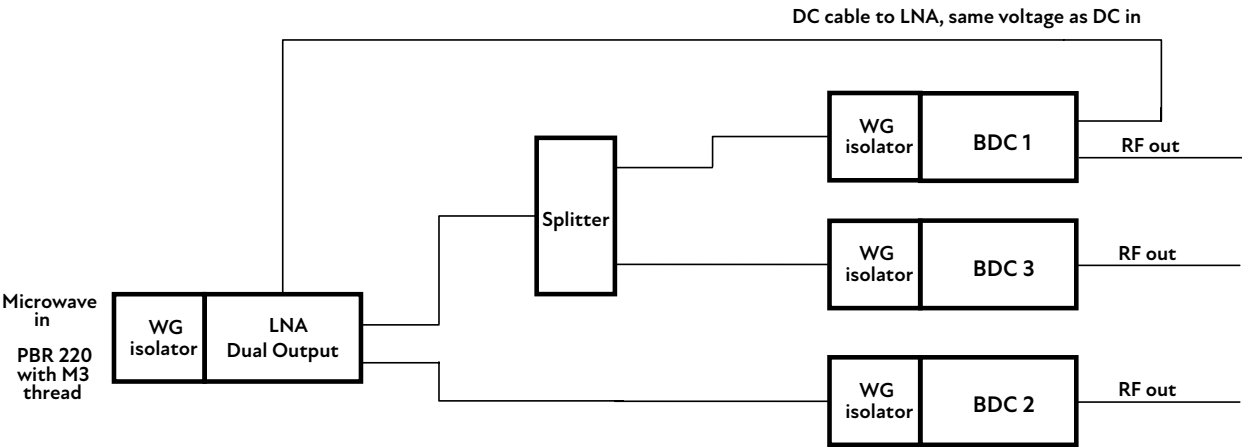 DC cable to LNA, same voltage as DC in
WG
isolator
BDC 1
RF out
Splitter
WG
isolator
BDC 3
RF out
Microwave
in
PBR 220
with M3
thread
WG
isolator
LNA
Dual Output
WG
isolator
BDC 2
RF out